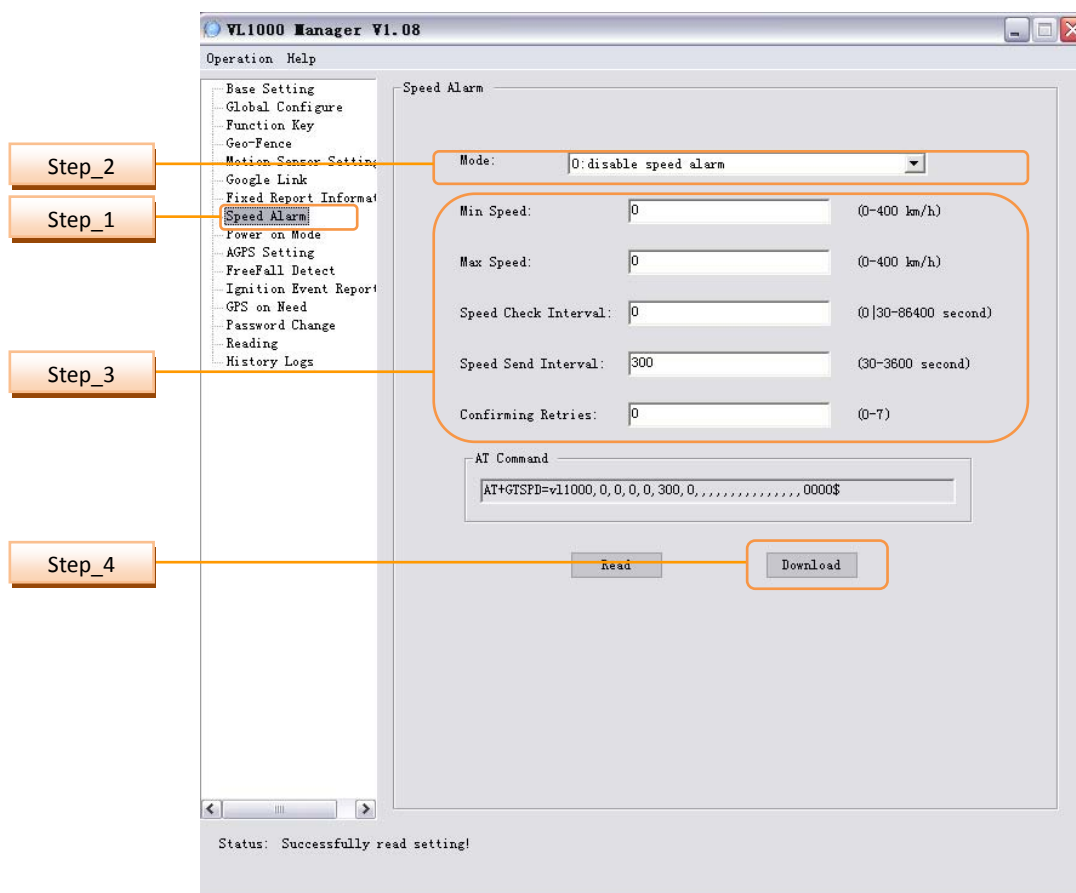 VL1000 Manager V1.08
Operation Help
Base Setting
Global Configure
Function Key
Geo-Fence
Motion Sensor Setting
Google Link
Fixed Report Informat
Speed Alarm
Power on Mode
AGPS Setting
FreeFall Detect
Ignition Event Report
GPS on Need
Password Change
Reading
History Logs
Step_2
Step_1
Step_3
Step_4
Speed Alarm
Mode: 0:disable speed alarm
Min Speed: 0 (0-400 km/h)
Max Speed: 0 (0-400 km/h)
Speed Check Interval: 0 (0|30-86400 second)
Speed Send Interval: 300 (30-3600 second)
Confirming Retries: 0 (0-7)
AT Command
AT+GTSPD=vl1000,0,0,0,0,300,0,,,,,,,,,,,,,,,0000$
Read Download
Status: Successfully read setting!